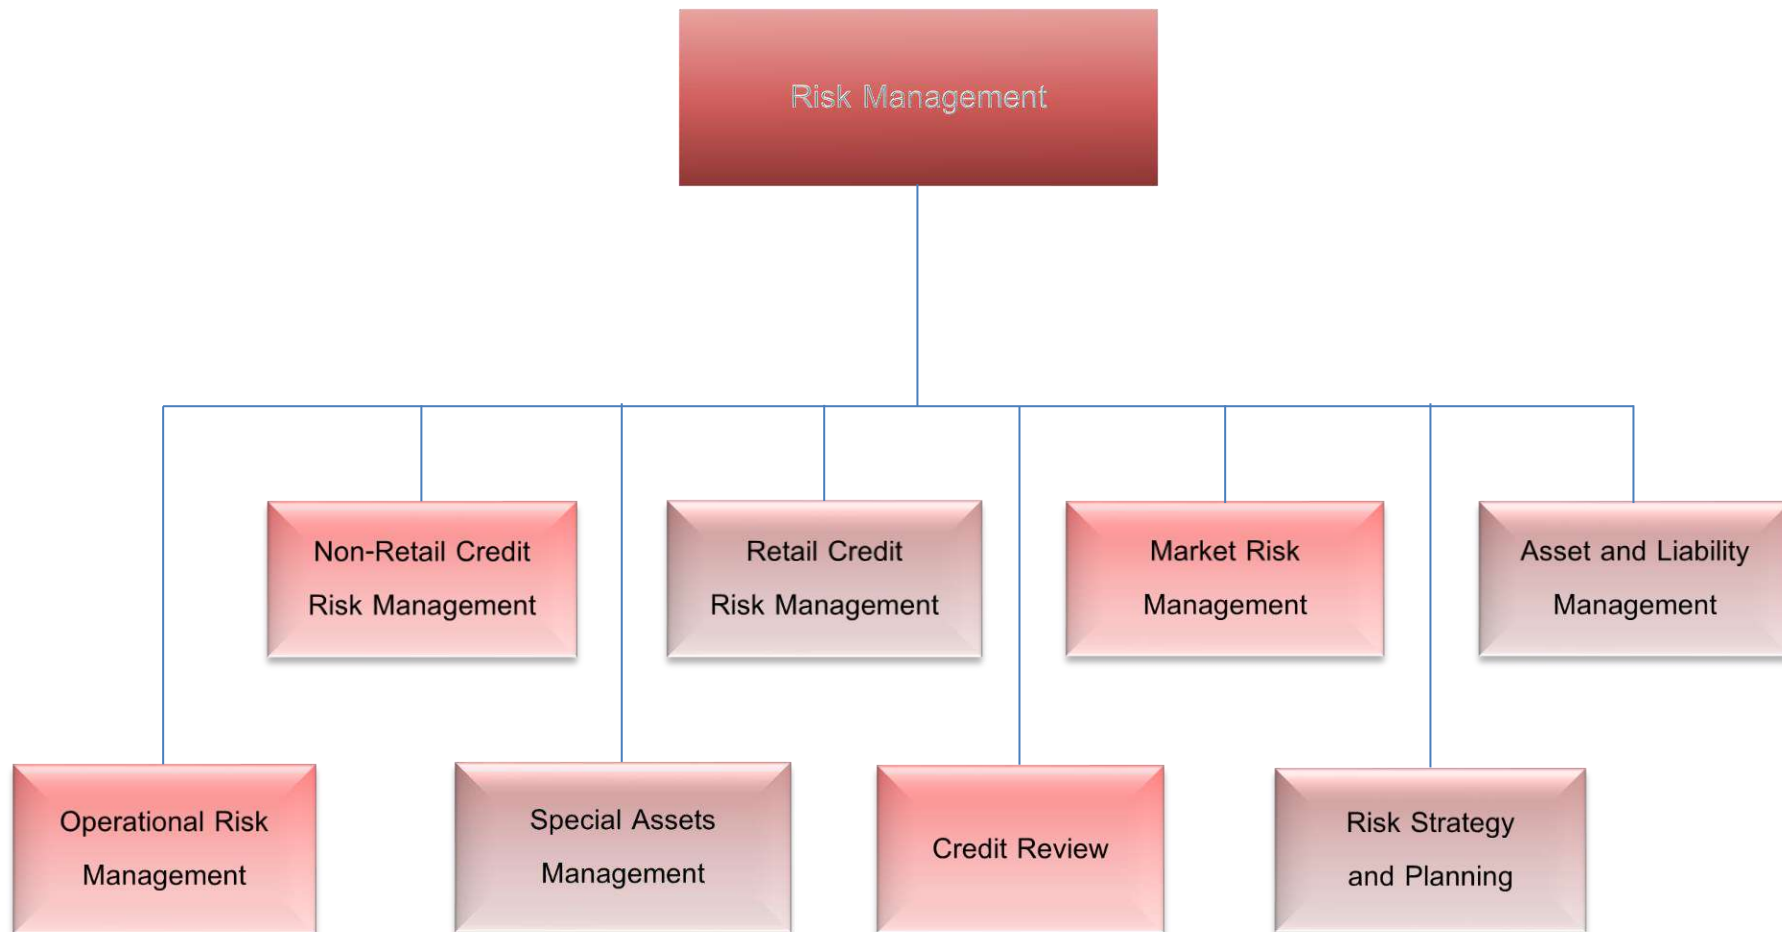 Risk Management
Non-Retail Credit
Risk Management
Retail Credit
Risk Management
Market Risk
Management
Asset and Liability
Management
Operational Risk
Management
Special Assets
Management
Credit Review
Risk Strategy
and Planning